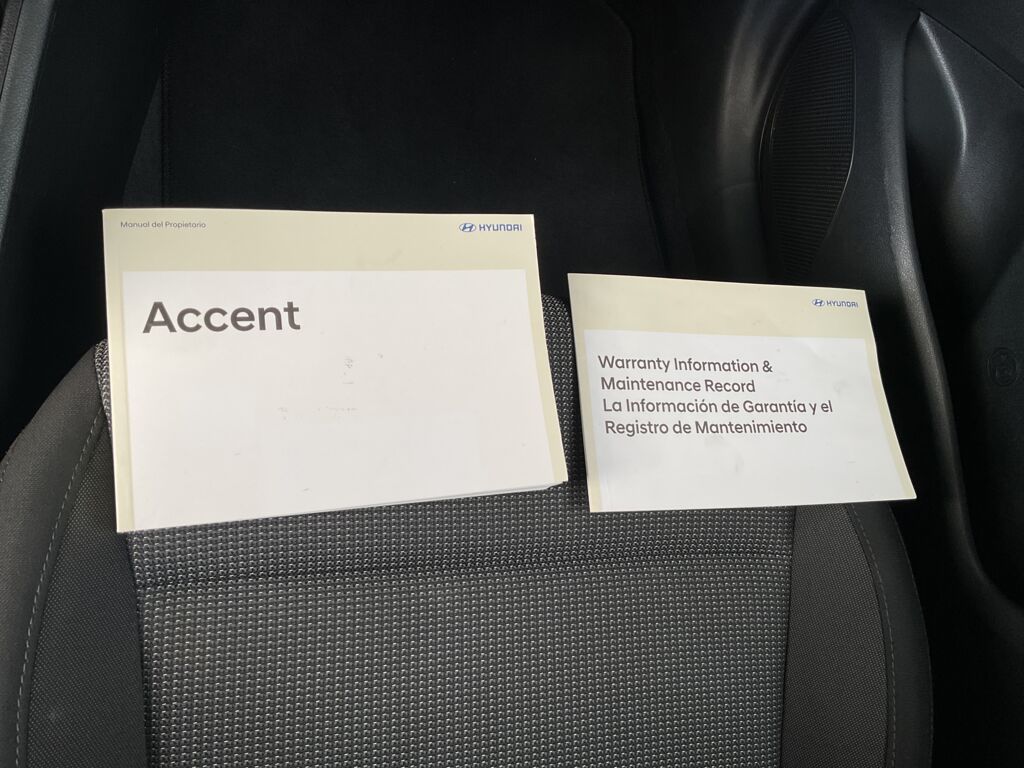 Manual del Propietario
HYUNDAI
Accent
HYUNDAI
Warranty Information &
Maintenance Record
La Información de Garantía y el
Registro de Mantenimiento